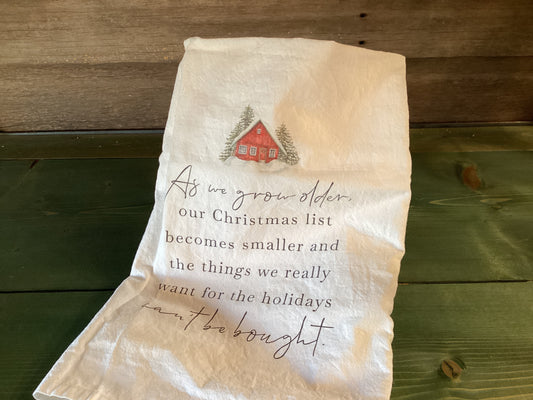 As we grow older,
our Christmas list
becomes smaller and
the things we really
want for the holidays
can't be bought.